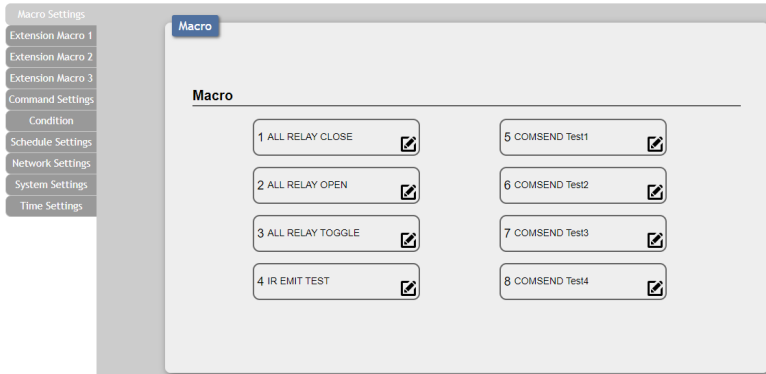 Macro Settings
Extension Macro 1
Extension Macro 2
Extension Macro 3
Command Settings
Condition
Schedule Settings
Network Settings
System Settings
Time Settings
Macro
Macro
1 ALL RELAY CLOSE
2 ALL RELAY OPEN
3 ALL RELAY TOGGLE
4 IR EMIT TEST
5 COMSEND Test1
6 COMSEND Test2
7 COMSEND Test3
8 COMSEND Test4